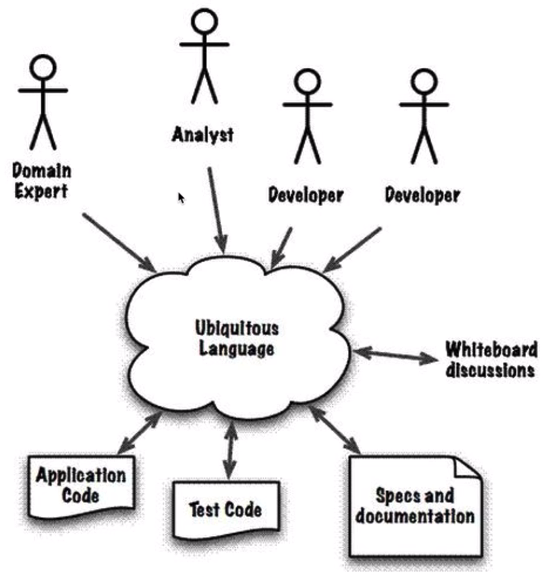 Analyst
Domain
Expert
Developer
Developer
Ubiquitous
Language
Whiteboard
discussions
Application
Code
Test Code
Specs and
documentation